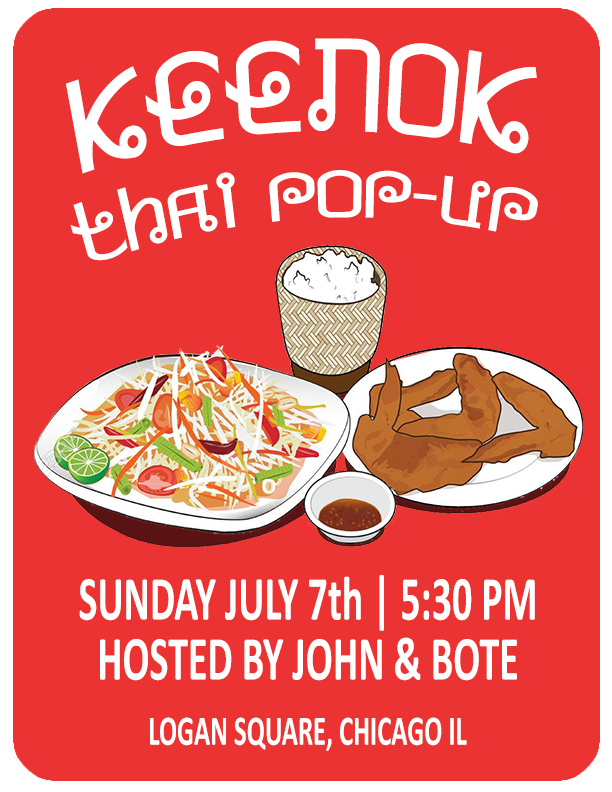 KEENOK
thai POP-UP
SUNDAY JULY 7th | 5:30 PM
HOSTED BY JOHN & BOTE
LOGAN SQUARE, CHICAGO IL